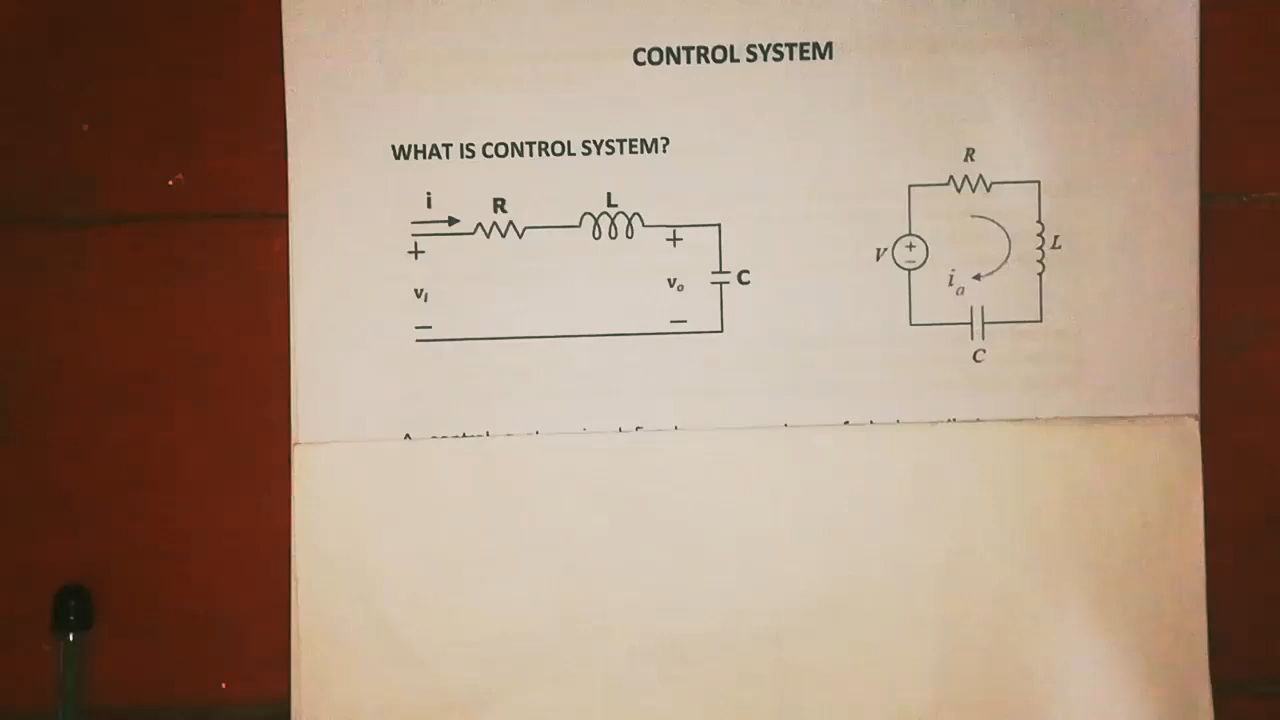 CONTROL SYSTEM
WHAT IS CONTROL SYSTEM?
i
R
L
+
+
vᵢ
vₒ
C
−
−
R
V
+
−
L
iₐ
C